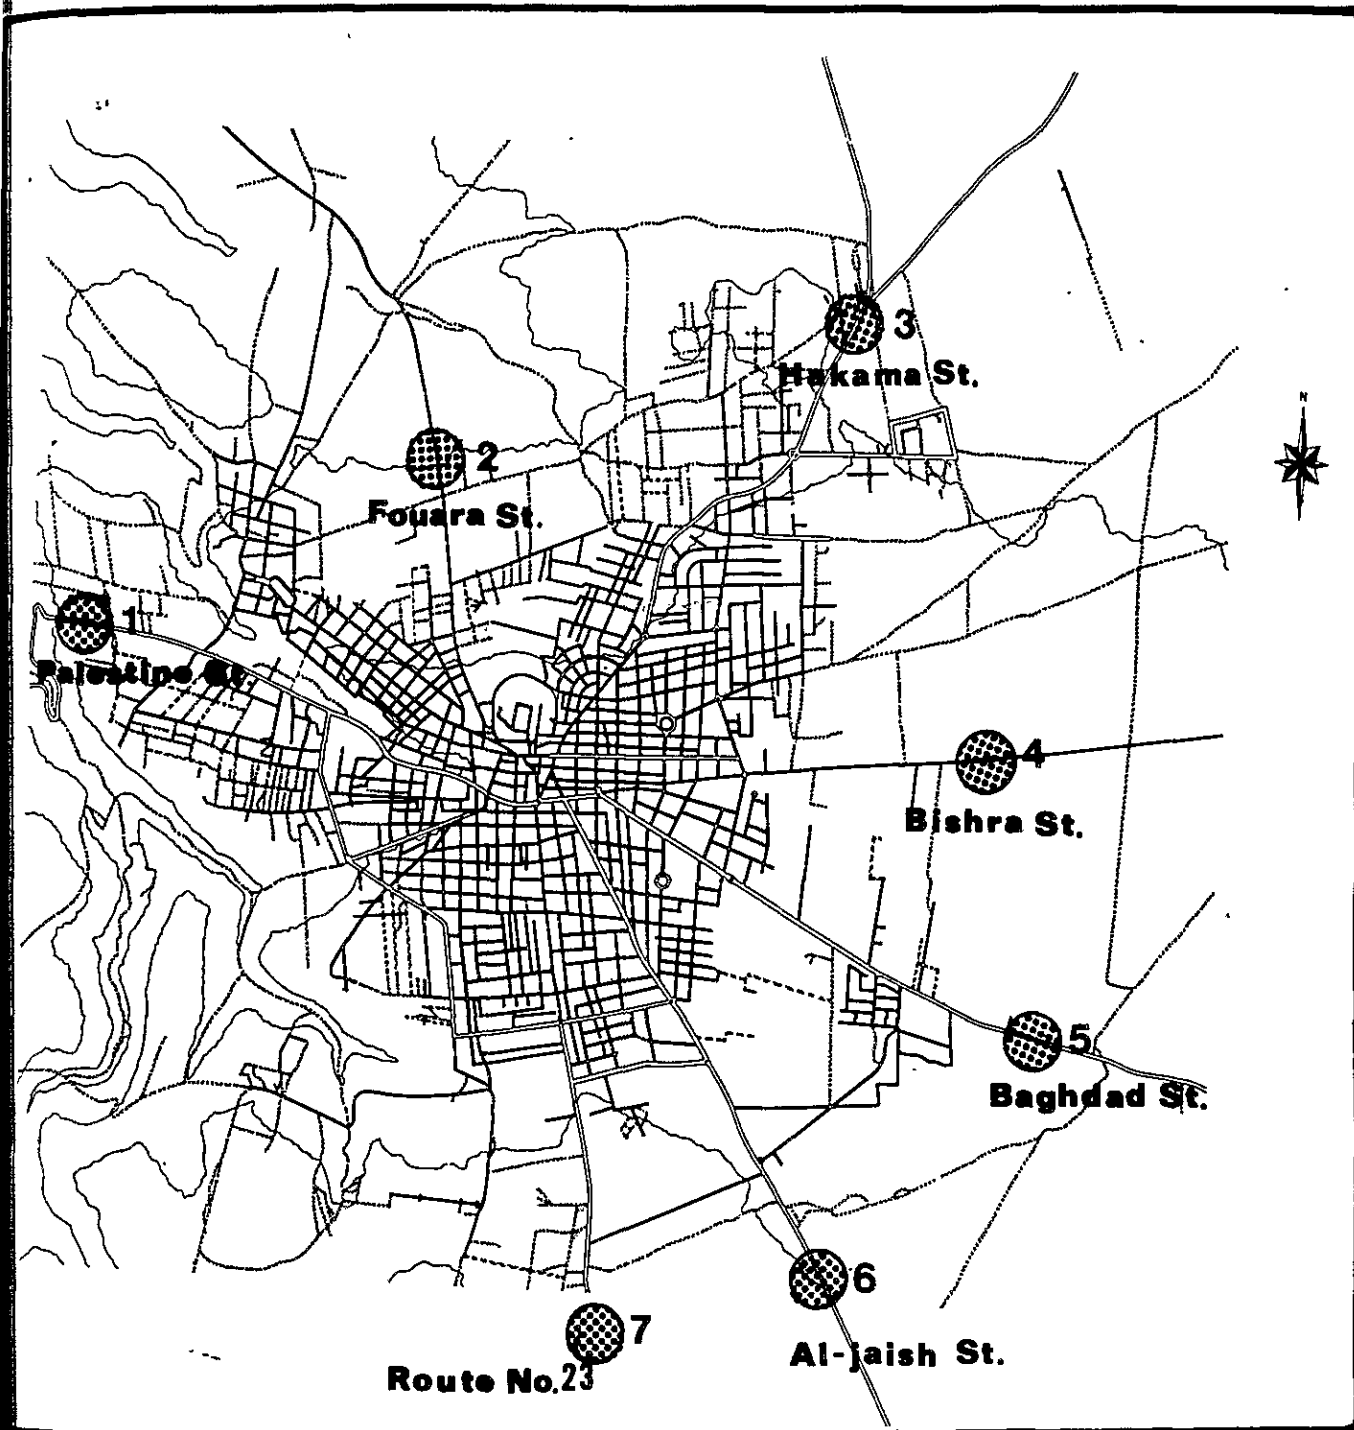 3
Hakama St.
N
2
Fouara St.
1
Palestine St.
4
Bishra St.
5
Baghdad St.
6
Al-jaish St.
7
Route No.23